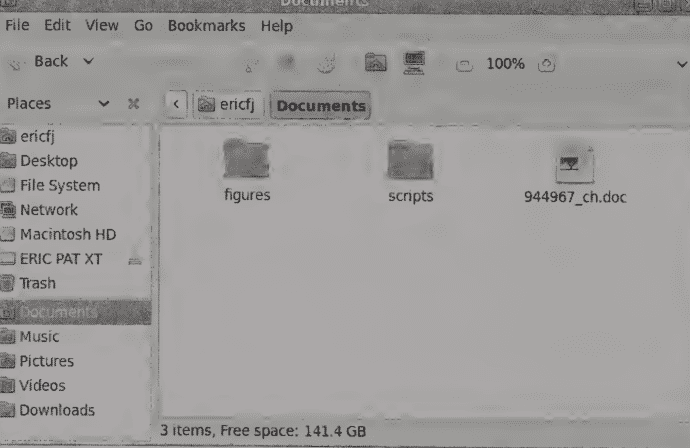 Documents
File Edit View Go Bookmarks Help
Back 100%
Places ericfj Documents
ericfj
Desktop
File System
Network
Macintosh HD
ERIC PAT XT
Trash
Documents
Music
Pictures
Videos
Downloads
figures scripts 944967_ch.doc
3 items, Free space: 141.4 GB